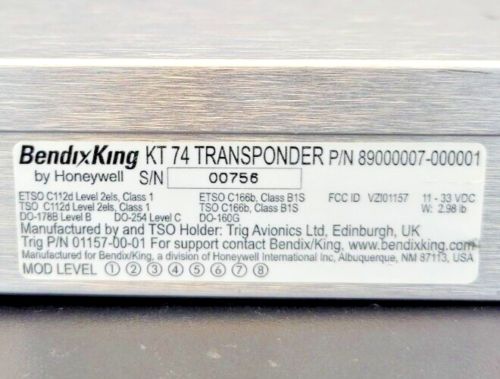 BendixKing KT 74 TRANSPONDER P/N 89000007-000001
by Honeywell S/N 00756
ETSO C112d Level 2els, Class 1 ETSO C166b, Class B1S FCC ID VZI01157 11 - 33 VDC
TSO C112d Level 2els, Class 1 TSO C166b, Class B1S W: 2.98 lb
DO-178B Level B DO-254 Level C DO-160G
Manufactured by and TSO Holder: Trig Avionics Ltd, Edinburgh, UK
Trig P/N 01157-00-01 For support contact Bendix/King. www.bendixking.com
Manufactured for Bendix/King, a division of Honeywell International Inc, Albuquerque, NM 87113, USA
MOD LEVEL ① ② ③ ④ ⑤ ⑥ ⑦ ⑧